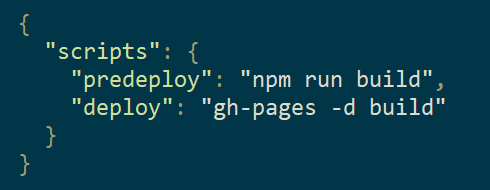 {
  "scripts": {
    "predeploy": "npm run build",
    "deploy": "gh-pages -d build"
  }
}